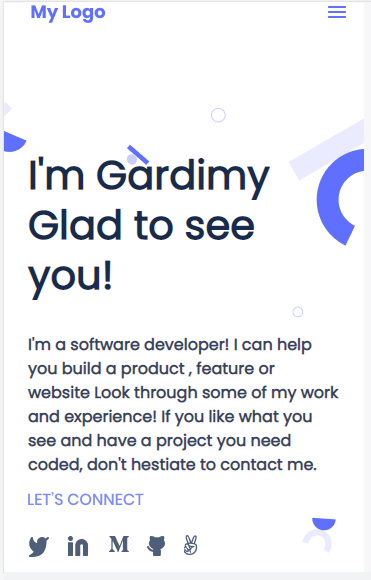 My Logo
I'm Gardimy
Glad to see
you!
I'm a software developer! I can help
you build a product , feature or
website Look through some of my work
and experience! If you like what you
see and have a project you need
coded, don't hestiate to contact me.
LET'S CONNECT